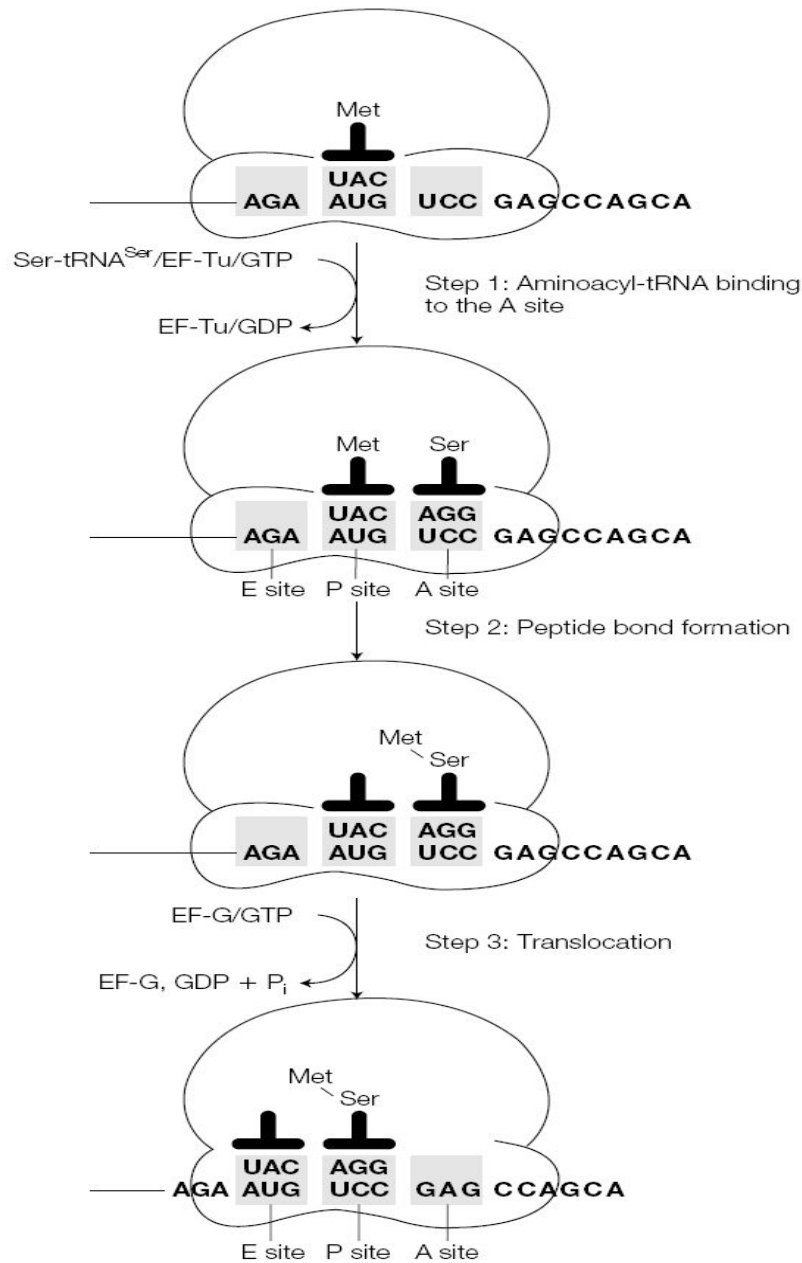 Met
UAC
AGA AUG UCC GAGCCAGCA
Ser-tRNA^Ser/EF-Tu/GTP
Step 1: Aminoacyl-tRNA binding
to the A site
EF-Tu/GDP
Met Ser
UAC AGG
AGA AUG UCC GAGCCAGCA
E site P site A site
Step 2: Peptide bond formation
Met
Ser
UAC AGG
AGA AUG UCC GAGCCAGCA
EF-G/GTP
Step 3: Translocation
EF-G, GDP + Pi
Met
Ser
UAC AGG
AGA AUG UCC GAG CCAGCA
E site P site A site